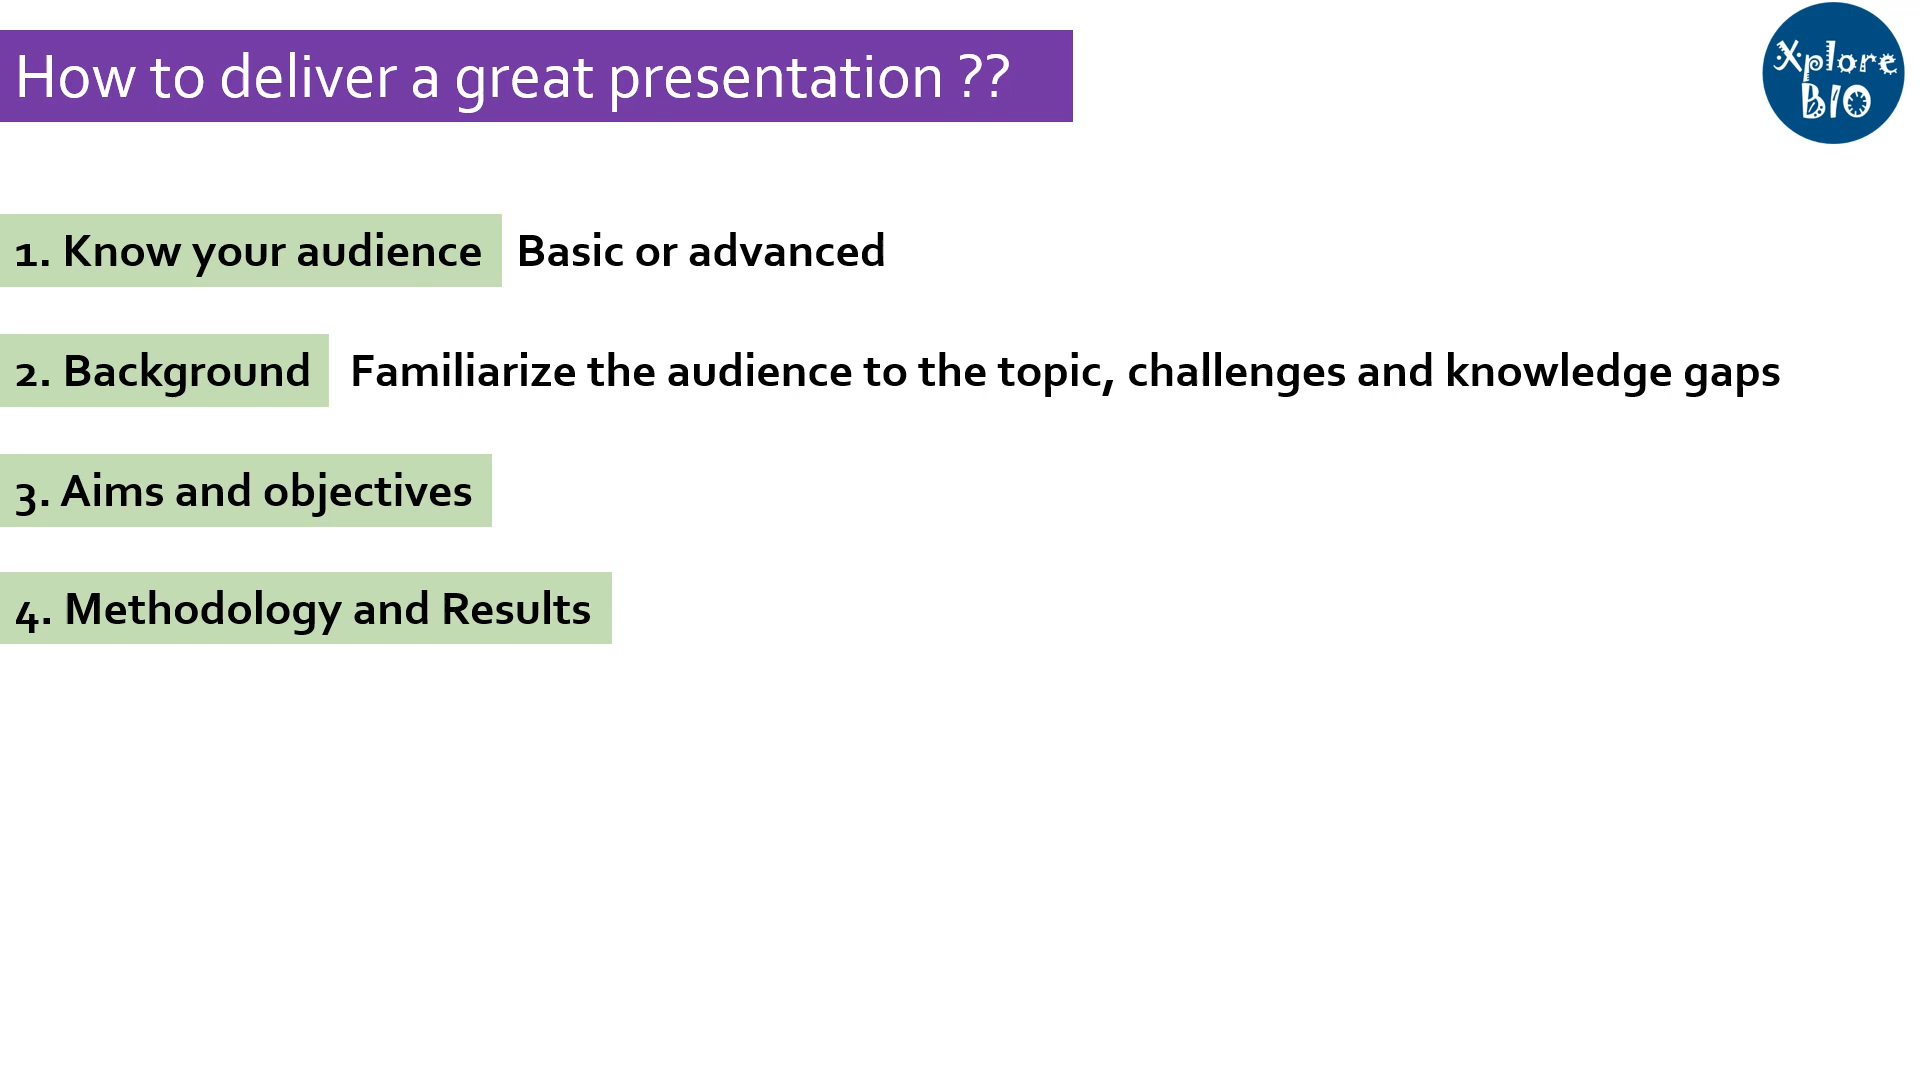 How to deliver a great presentation ??
Xplore
BIO
1. Know your audience Basic or advanced
2. Background Familiarize the audience to the topic, challenges and knowledge gaps
3. Aims and objectives
4. Methodology and Results